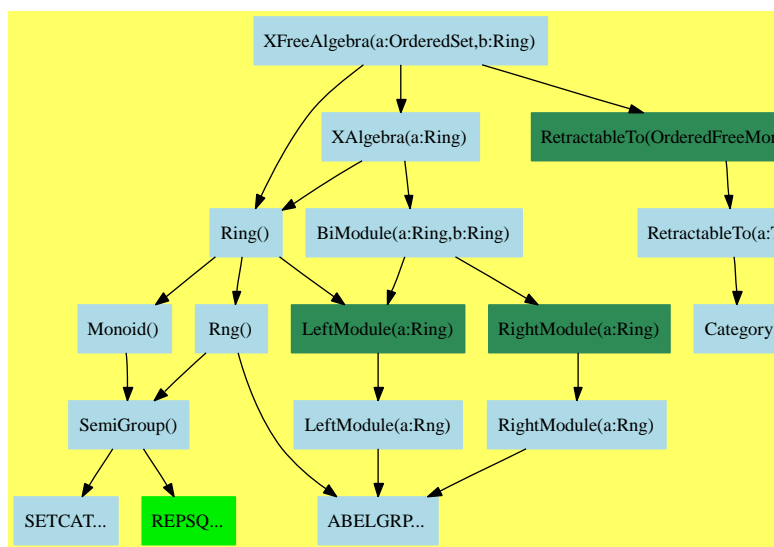 XFreeAlgebra(a:OrderedSet,b:Ring)
XAlgebra(a:Ring)
RetractableTo(OrderedFreeMon
Ring()
BiModule(a:Ring,b:Ring)
RetractableTo(a:T
Monoid()
Rng()
LeftModule(a:Ring)
RightModule(a:Ring)
Category
SemiGroup()
LeftModule(a:Rng)
RightModule(a:Rng)
SETCAT...
REPSQ...
ABELGRP...